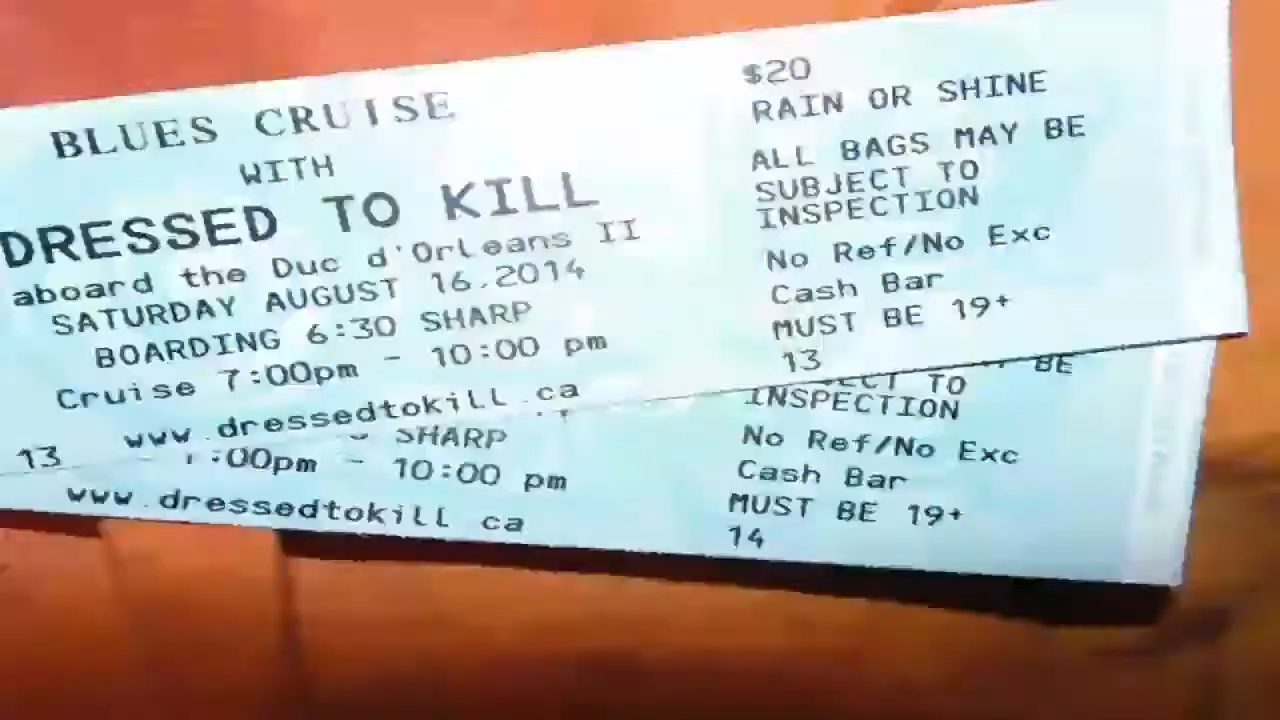 BLUES CRUISE
WITH
DRESSED TO KILL
aboard the Duc d'Orleans II
SATURDAY AUGUST 16.2014
BOARDING 6:30 SHARP
Cruise 7:00pm - 10:00 pm
www.dressedtokill.ca
13
$20
RAIN OR SHINE
ALL BAGS MAY BE
SUBJECT TO
INSPECTION
No Ref/No Exc
Cash Bar
MUST BE 19+
13
SHARP
:00pm - 10:00 pm
www.dressedtokill ca
BE
TO
INSPECTION
No Ref/No Exc
Cash Bar
MUST BE 19+
14